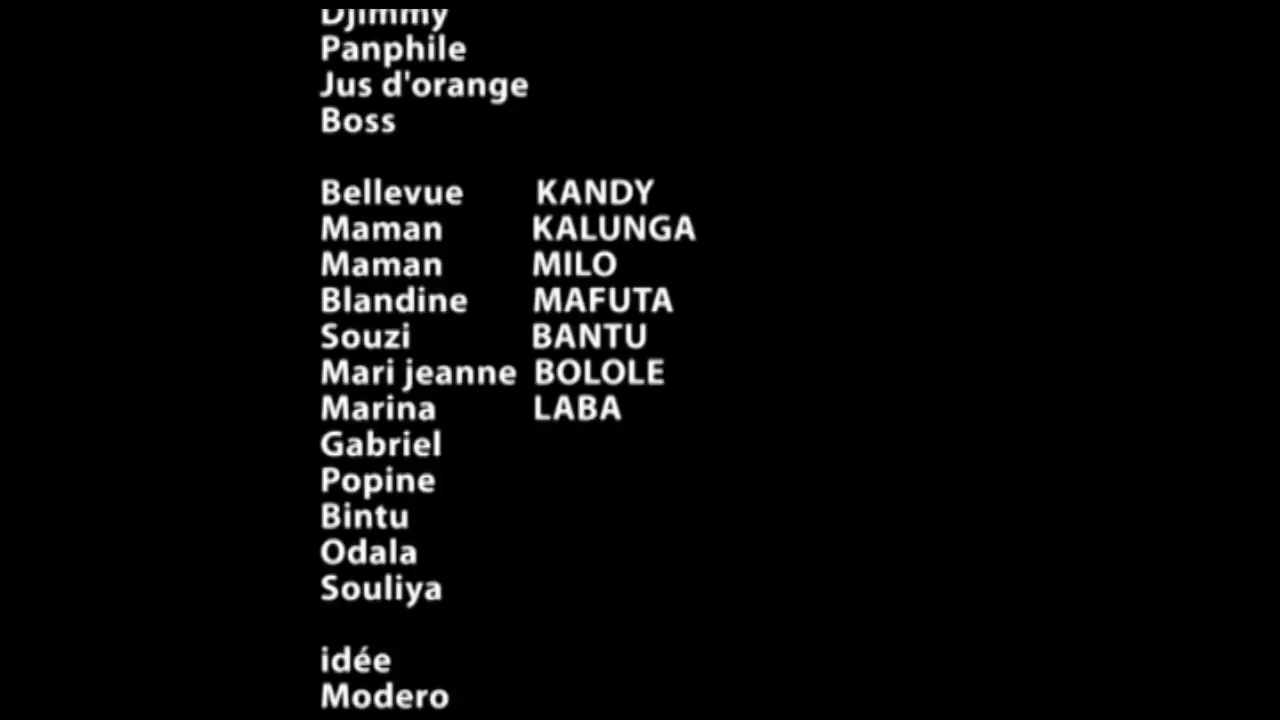 Djimmy
Panphile
Jus d'orange
Boss
Bellevue KANDY
Maman KALUNGA
Maman MILO
Blandine MAFUTA
Souzi BANTU
Mari jeanne BOLOLE
Marina LABA
Gabriel
Popine
Bintu
Odala
Souliya
idée
Modero